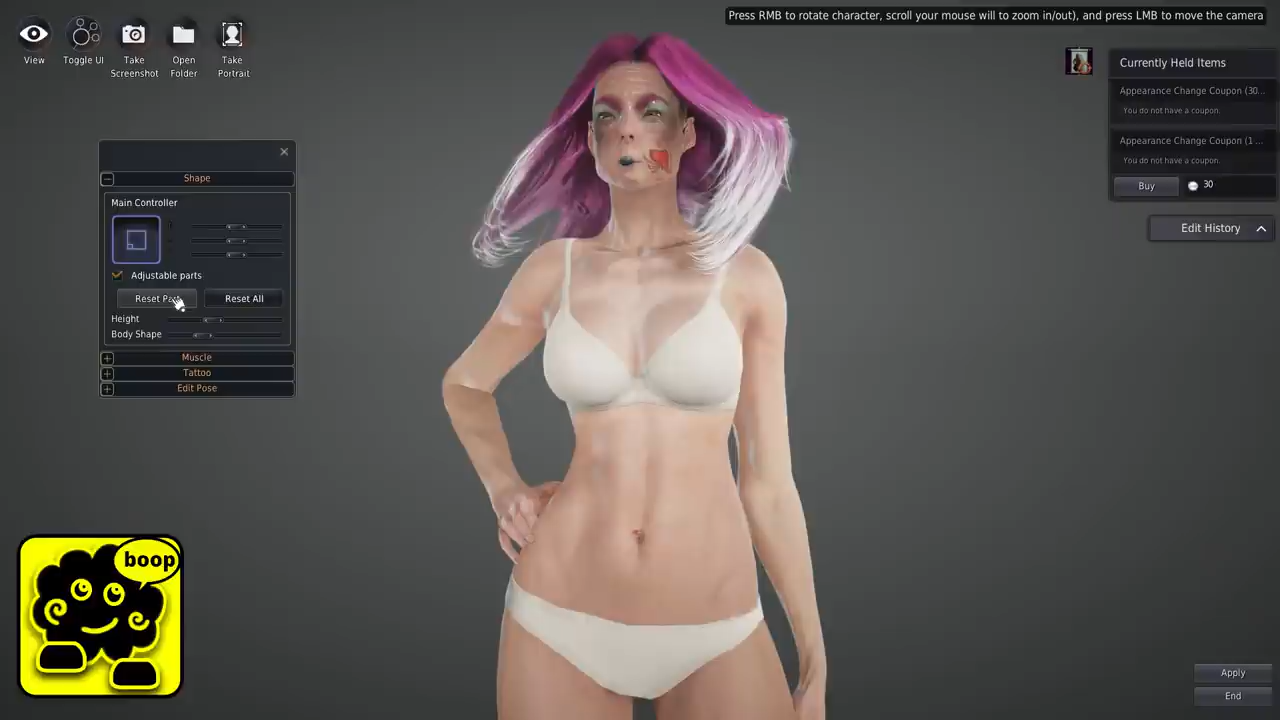 Press RMB to rotate character, scroll your mouse will to zoom in/out), and press LMB to move the camera
View
Toggle UI
Take
Screenshot
Open
Folder
Take
Portrait
Currently Held Items
Appearance Change Coupon (30...
You do not have a coupon.
Appearance Change Coupon (1 ...
You do not have a coupon.
Buy
30
Edit History
Shape
Main Controller
Adjustable parts
Reset All
Height
Body Shape
Muscle
Tattoo
Edit Pose
boop
Apply
End